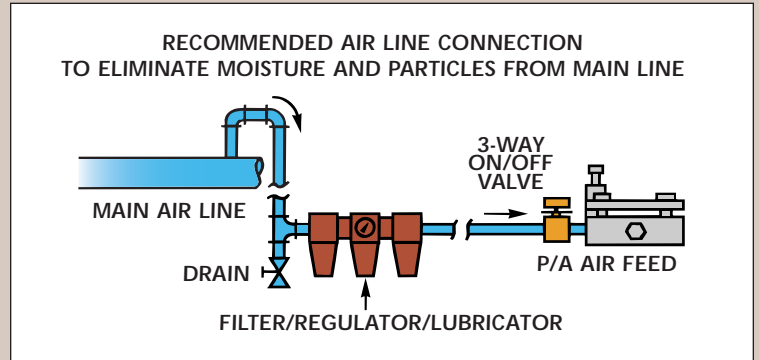 RECOMMENDED AIR LINE CONNECTION
TO ELIMINATE MOISTURE AND PARTICLES FROM MAIN LINE
3-WAY
ON/OFF
VALVE
MAIN AIR LINE
P/A AIR FEED
DRAIN
FILTER/REGULATOR/LUBRICATOR